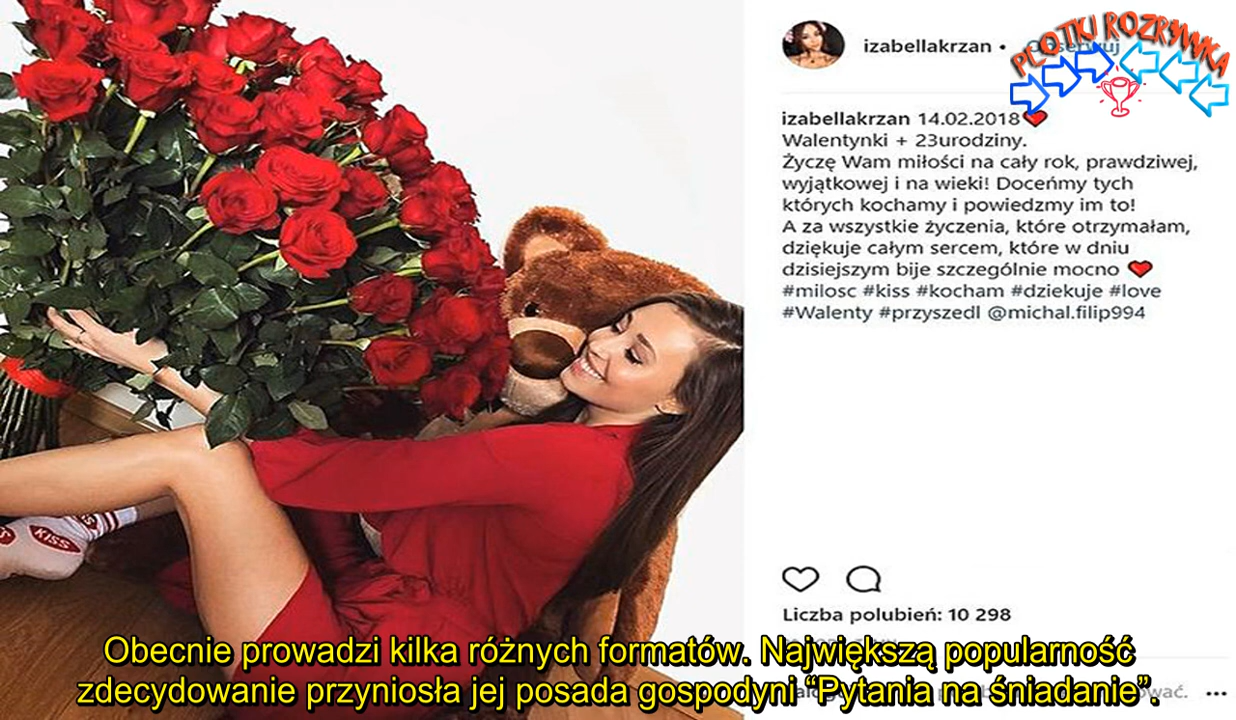 izabellakrzan •
PLOTKI ROZRYWKA
izabellakrzan 14.02.2018❤
Walentynki + 23urodziny.
Życzę Wam miłości na cały rok, prawdziwej,
wyjątkowej i na wieki! Doceńmy tych
których kochamy i powiedzmy im to!
A za wszystkie życzenia, które otrzymałam,
dziękuje całym sercem, które w dniu
dzisiejszym bije szczególnie mocno ❤
#milosc #kiss #kocham #dziekuje #love
#Walenty #przyszedl @michal.filip994
KISS
Liczba polubień: 10 298
Obecnie prowadzi kilka różnych formatów. Największą popularność
zdecydowanie przyniosła jej posada gospodyni “Pytania na śniadanie”.